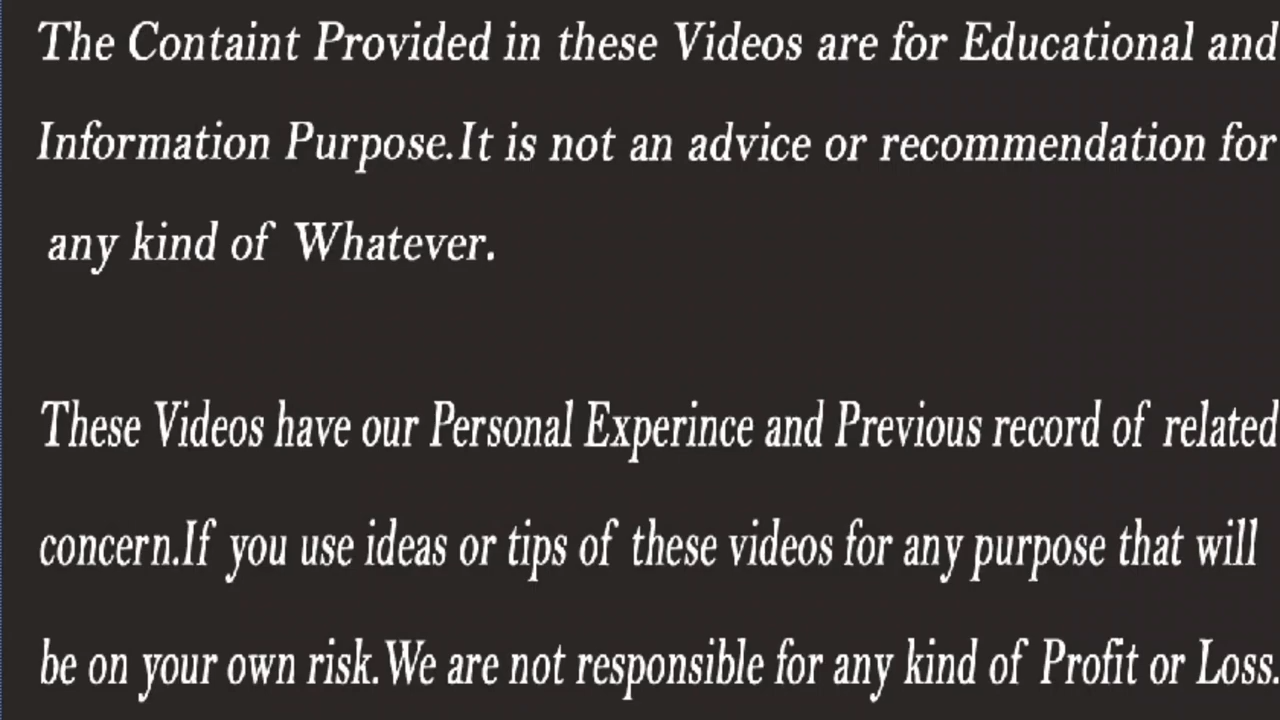 The Containt Provided in these Videos are for Educational and
Information Purpose.It is not an advice or recommendation for
any kind of Whatever.
These Videos have our Personal Experince and Previous record of related
concern.If you use ideas or tips of these videos for any purpose that will
be on your own risk.We are not responsible for any kind of Profit or Loss.